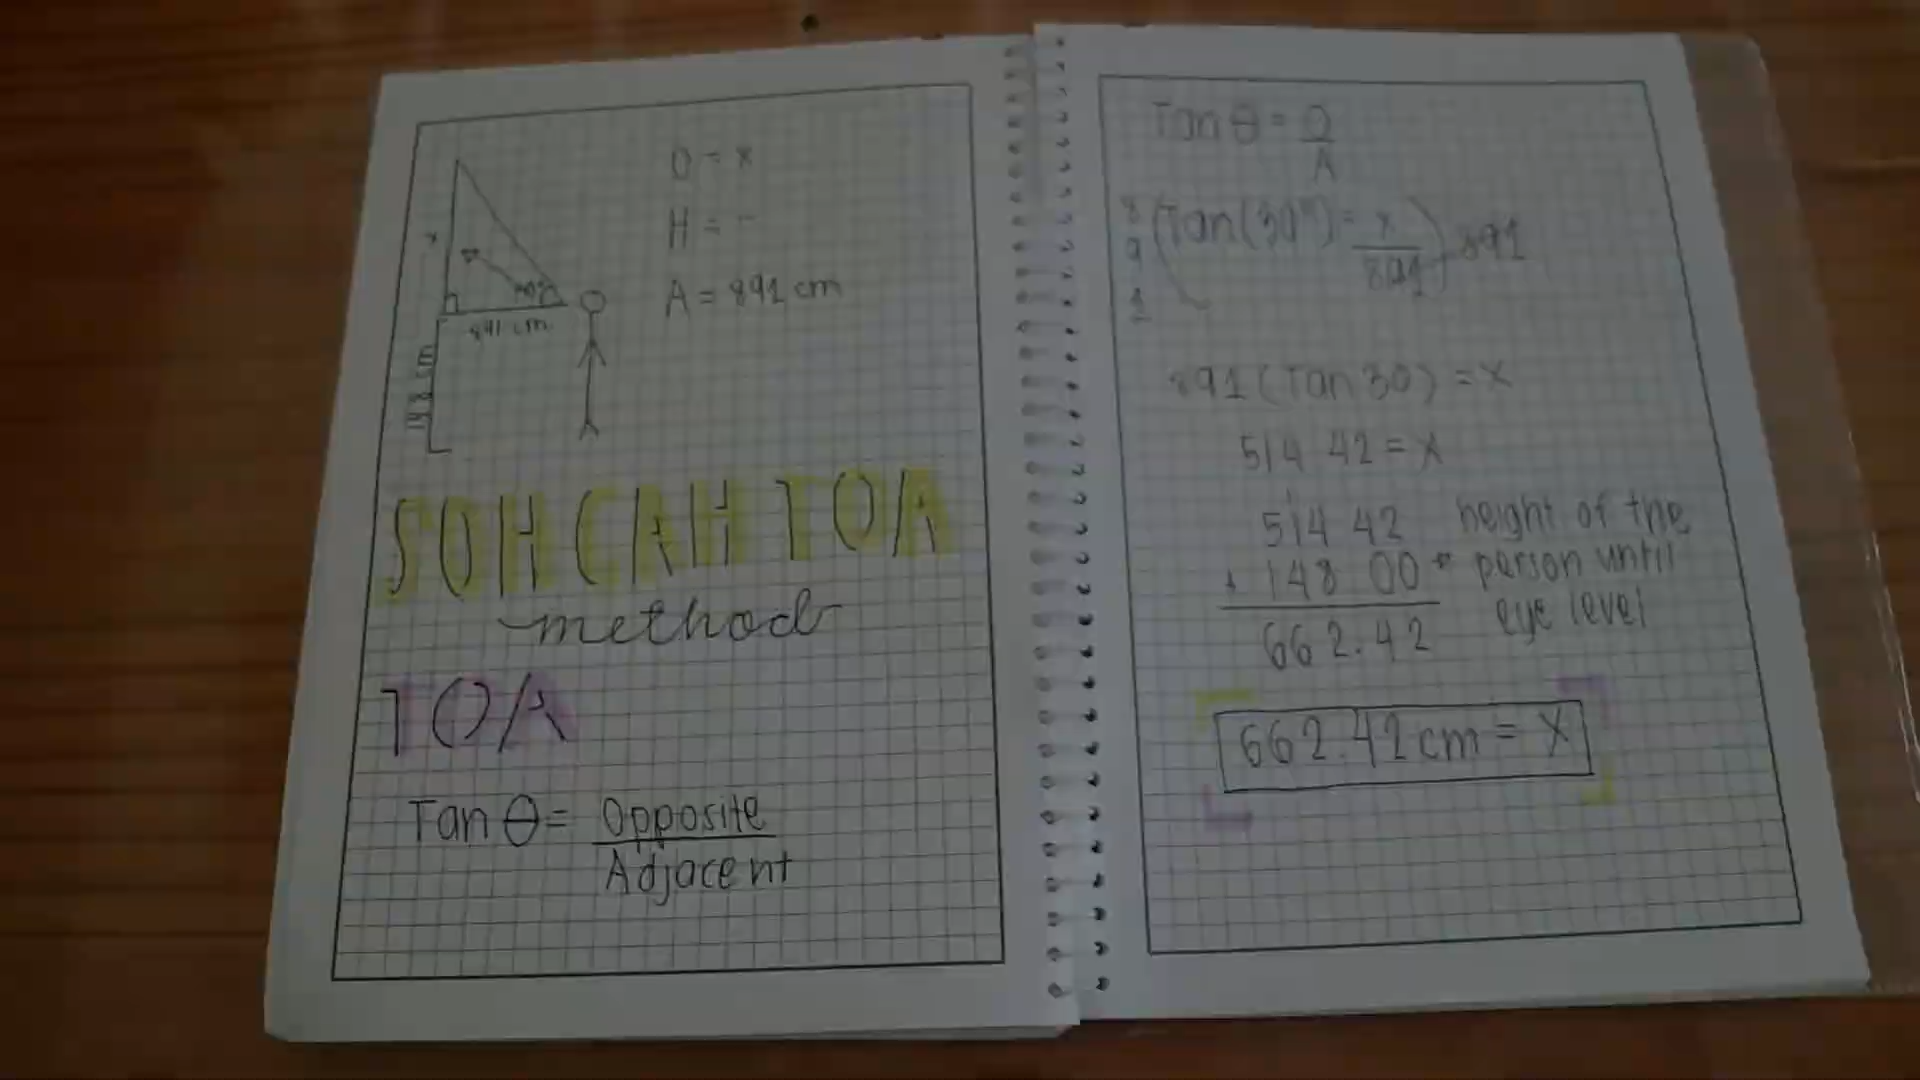 O = x
H = -
A = 891 cm
x
891 cm
SOH CAH TOA
method
TOA
Tan θ = Opposite
Adjacent
Tan θ = O
A
891 (Tan(30°) = x
891) 891
891 (Tan 30) = x
514 42 = x
514 42 height of the
+ 148 00 person until
662.42 eye level
662.42 cm = x